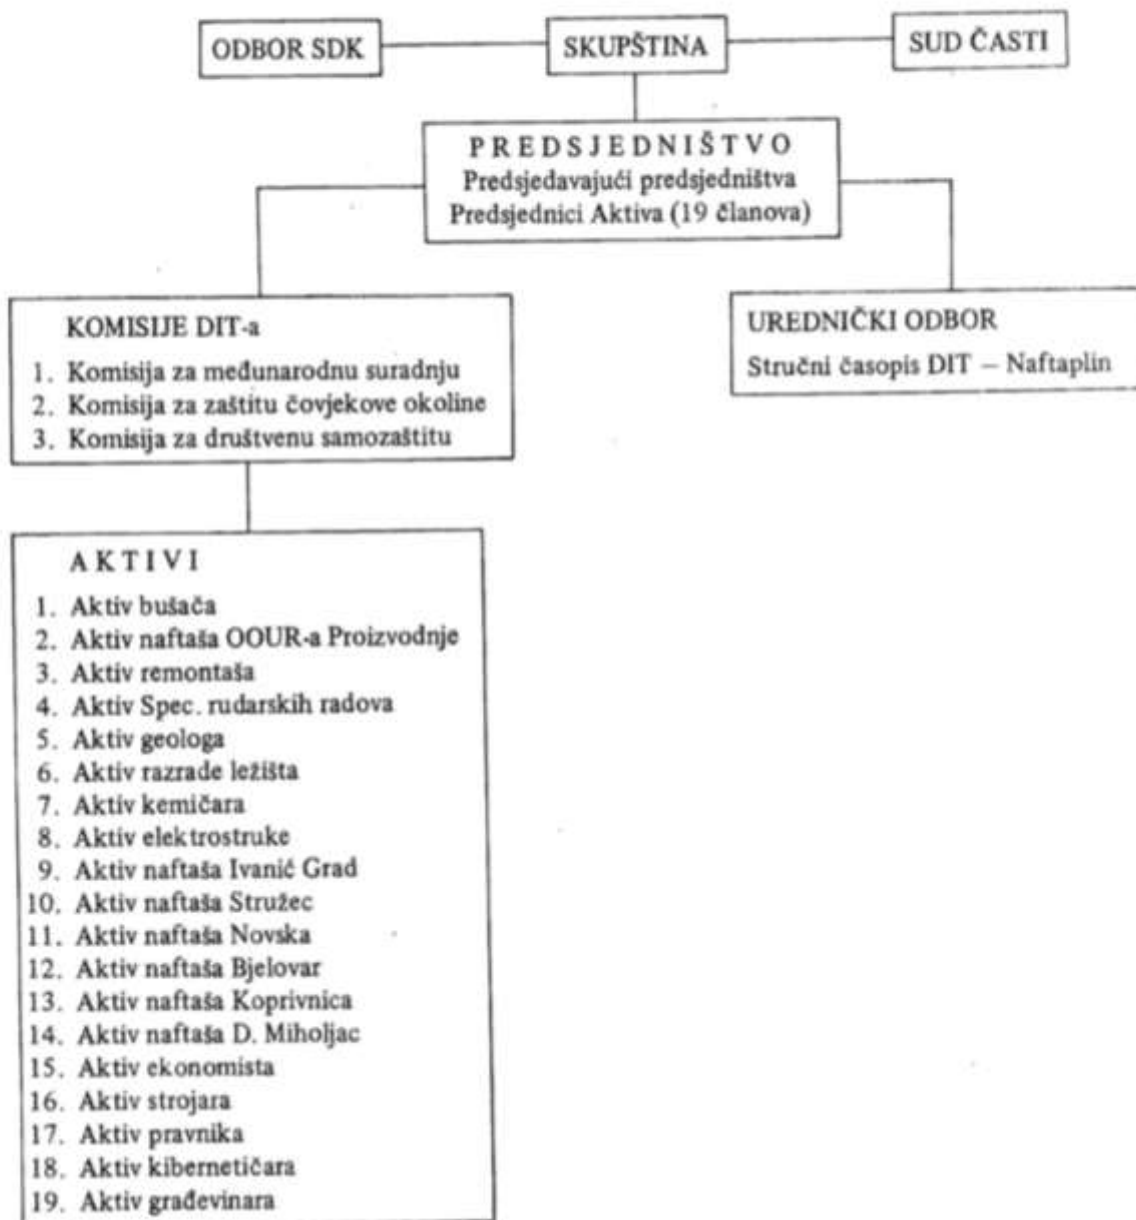 ODBOR SDK
SKUPŠTINA
SUD ČASTI
PREDSJEDNIŠTVO
Predsjedavajući predsjedništva
Predsjednici Aktiva (19 članova)
KOMISIJE DIT-a
1. Komisija za međunarodnu suradnju
2. Komisija za zaštitu čovjekove okoline
3. Komisija za društvenu samozaštitu
UREDNIČKI ODBOR
Stručni časopis DIT – Naftaplin
AKTIVI
1. Aktiv bušača
2. Aktiv naftaša OOUR-a Proizvodnje
3. Aktiv remontaša
4. Aktiv Spec. rudarskih radova
5. Aktiv geologa
6. Aktiv razrade ležišta
7. Aktiv kemičara
8. Aktiv elektrostruke
9. Aktiv naftaša Ivanić Grad
10. Aktiv naftaša Stružec
11. Aktiv naftaša Novska
12. Aktiv naftaša Bjelovar
13. Aktiv naftaša Koprivnica
14. Aktiv naftaša D. Miholjac
15. Aktiv ekonomista
16. Aktiv strojara
17. Aktiv pravnika
18. Aktiv kibernetičara
19. Aktiv građevinara